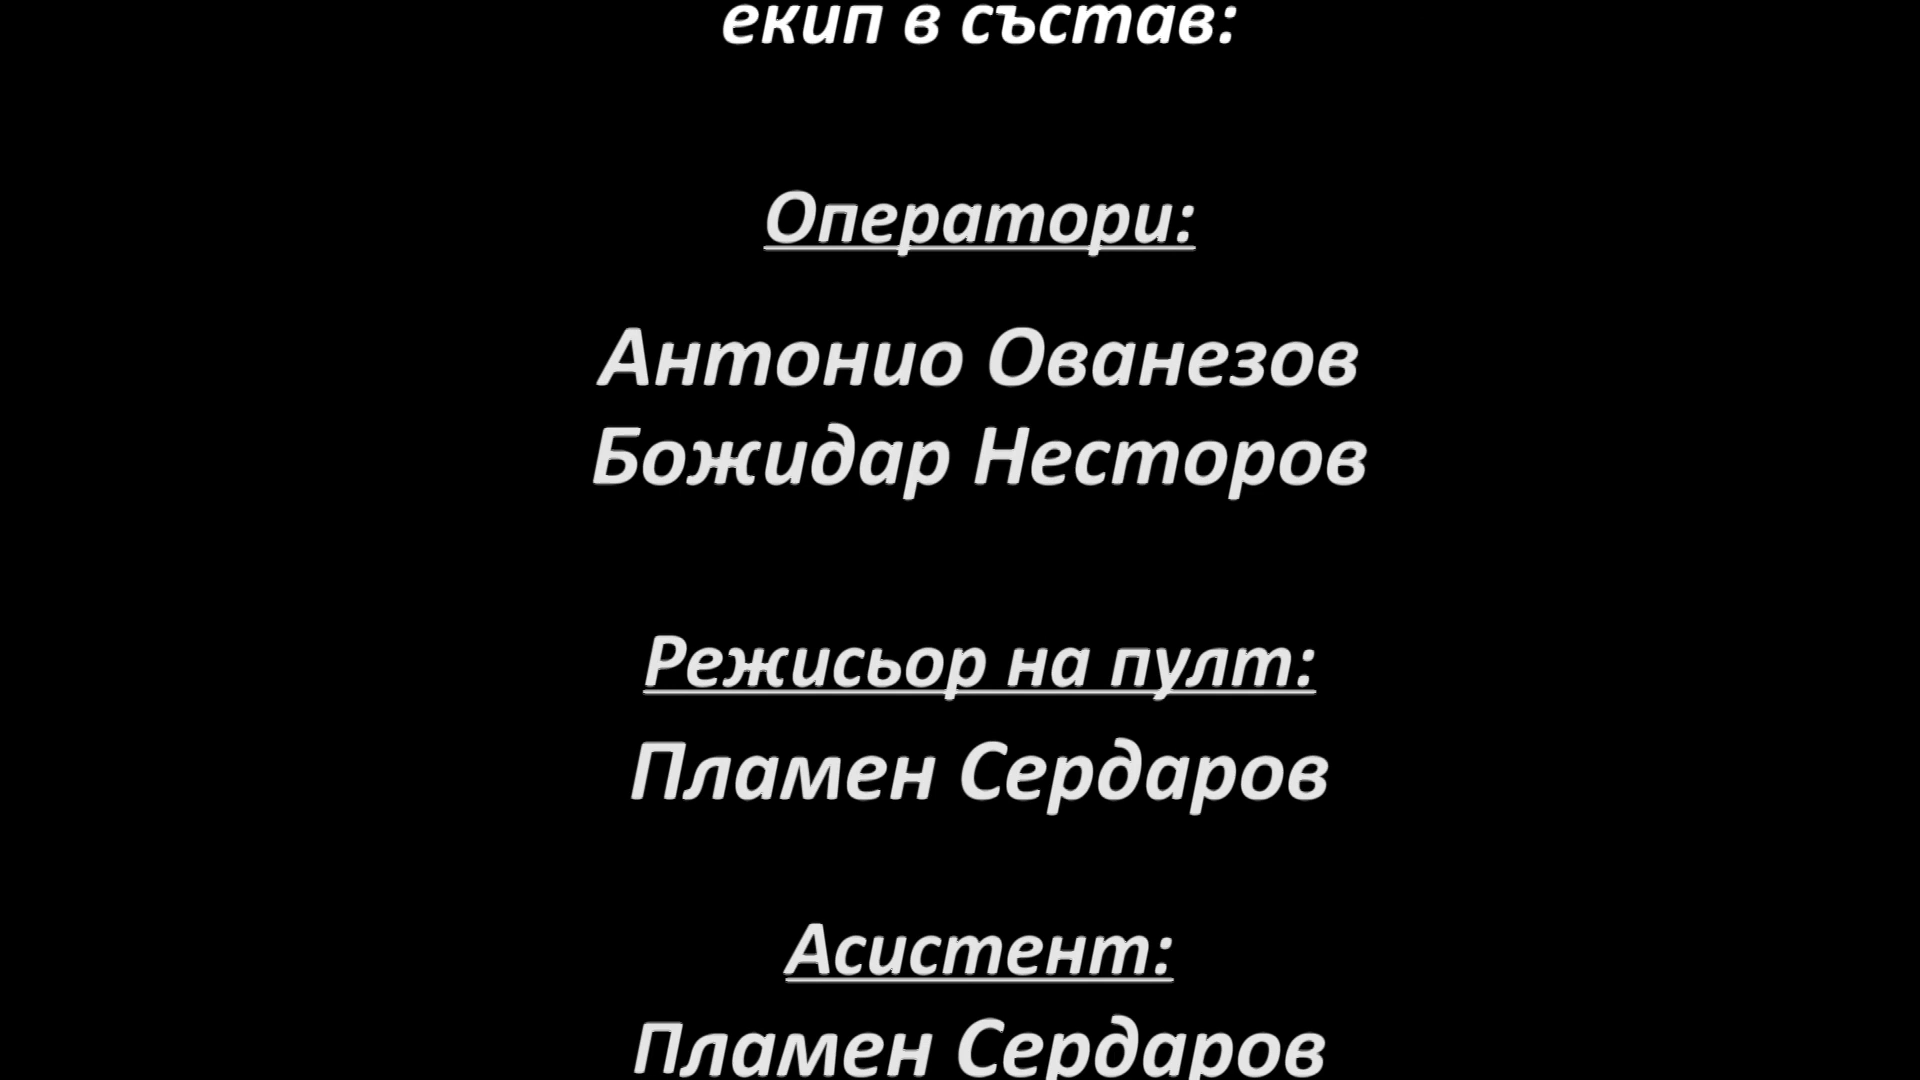 екип в състав:
Оператори:
Антонио Ованезов
Божидар Несторов
Режисьор на пулт:
Пламен Сердаров
Асистент:
Пламен Сердаров